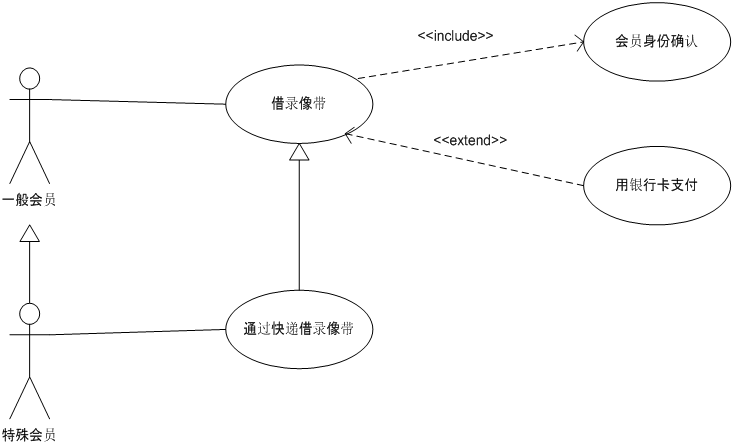 <<include>>
会员身份确认
借录像带
<<extend>>
用银行卡支付
一般会员
通过快递借录像带
特殊会员